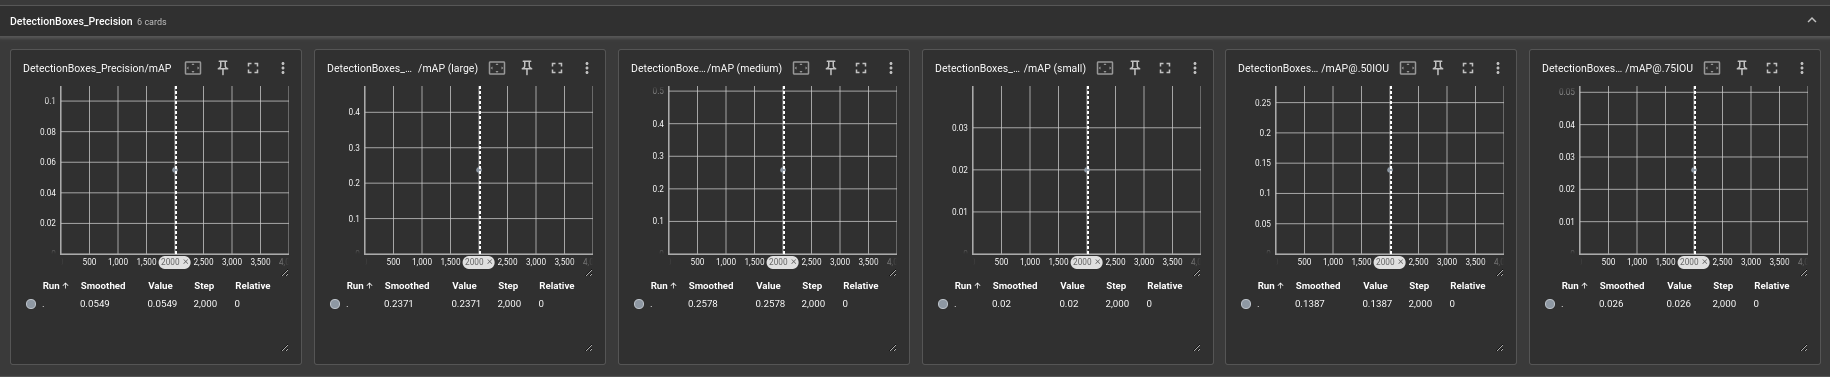 DetectionBoxes_Precision 6 cards
DetectionBoxes_Precision/mAP
0.1
0.08
0.06
0.04
0.02
500 1,000 1,500 2000 × 2,500 3,000 3,500 4...
Run ↑ Smoothed Value Step Relative
. 0.0549 0.0549 2,000 0
DetectionBoxes_... /mAP (large)
0.4
0.3
0.2
0.1
500 1,000 1,500 2000 × 2,500 3,000 3,500 4...
Run ↑ Smoothed Value Step Relative
. 0.2371 0.2371 2,000 0
DetectionBoxe.../mAP (medium)
0.5
0.4
0.3
0.2
0.1
500 1,000 1,500 2000 × 2,500 3,000 3,500 4...
Run ↑ Smoothed Value Step Relative
. 0.2578 0.2578 2,000 0
DetectionBoxes_... /mAP (small)
0.03
0.02
0.01
500 1,000 1,500 2000 × 2,500 3,000 3,500 4...
Run ↑ Smoothed Value Step Relative
. 0.02 0.02 2,000 0
DetectionBoxes... /mAP@.50IOU
0.25
0.2
0.15
0.1
0.05
500 1,000 1,500 2000 × 2,500 3,000 3,500 4...
Run ↑ Smoothed Value Step Relative
. 0.1387 0.1387 2,000 0
DetectionBoxes... /mAP@.75IOU
0.05
0.04
0.03
0.02
0.01
500 1,000 1,500 2000 × 2,500 3,000 3,500 4...
Run ↑ Smoothed Value Step Relative
. 0.026 0.026 2,000 0